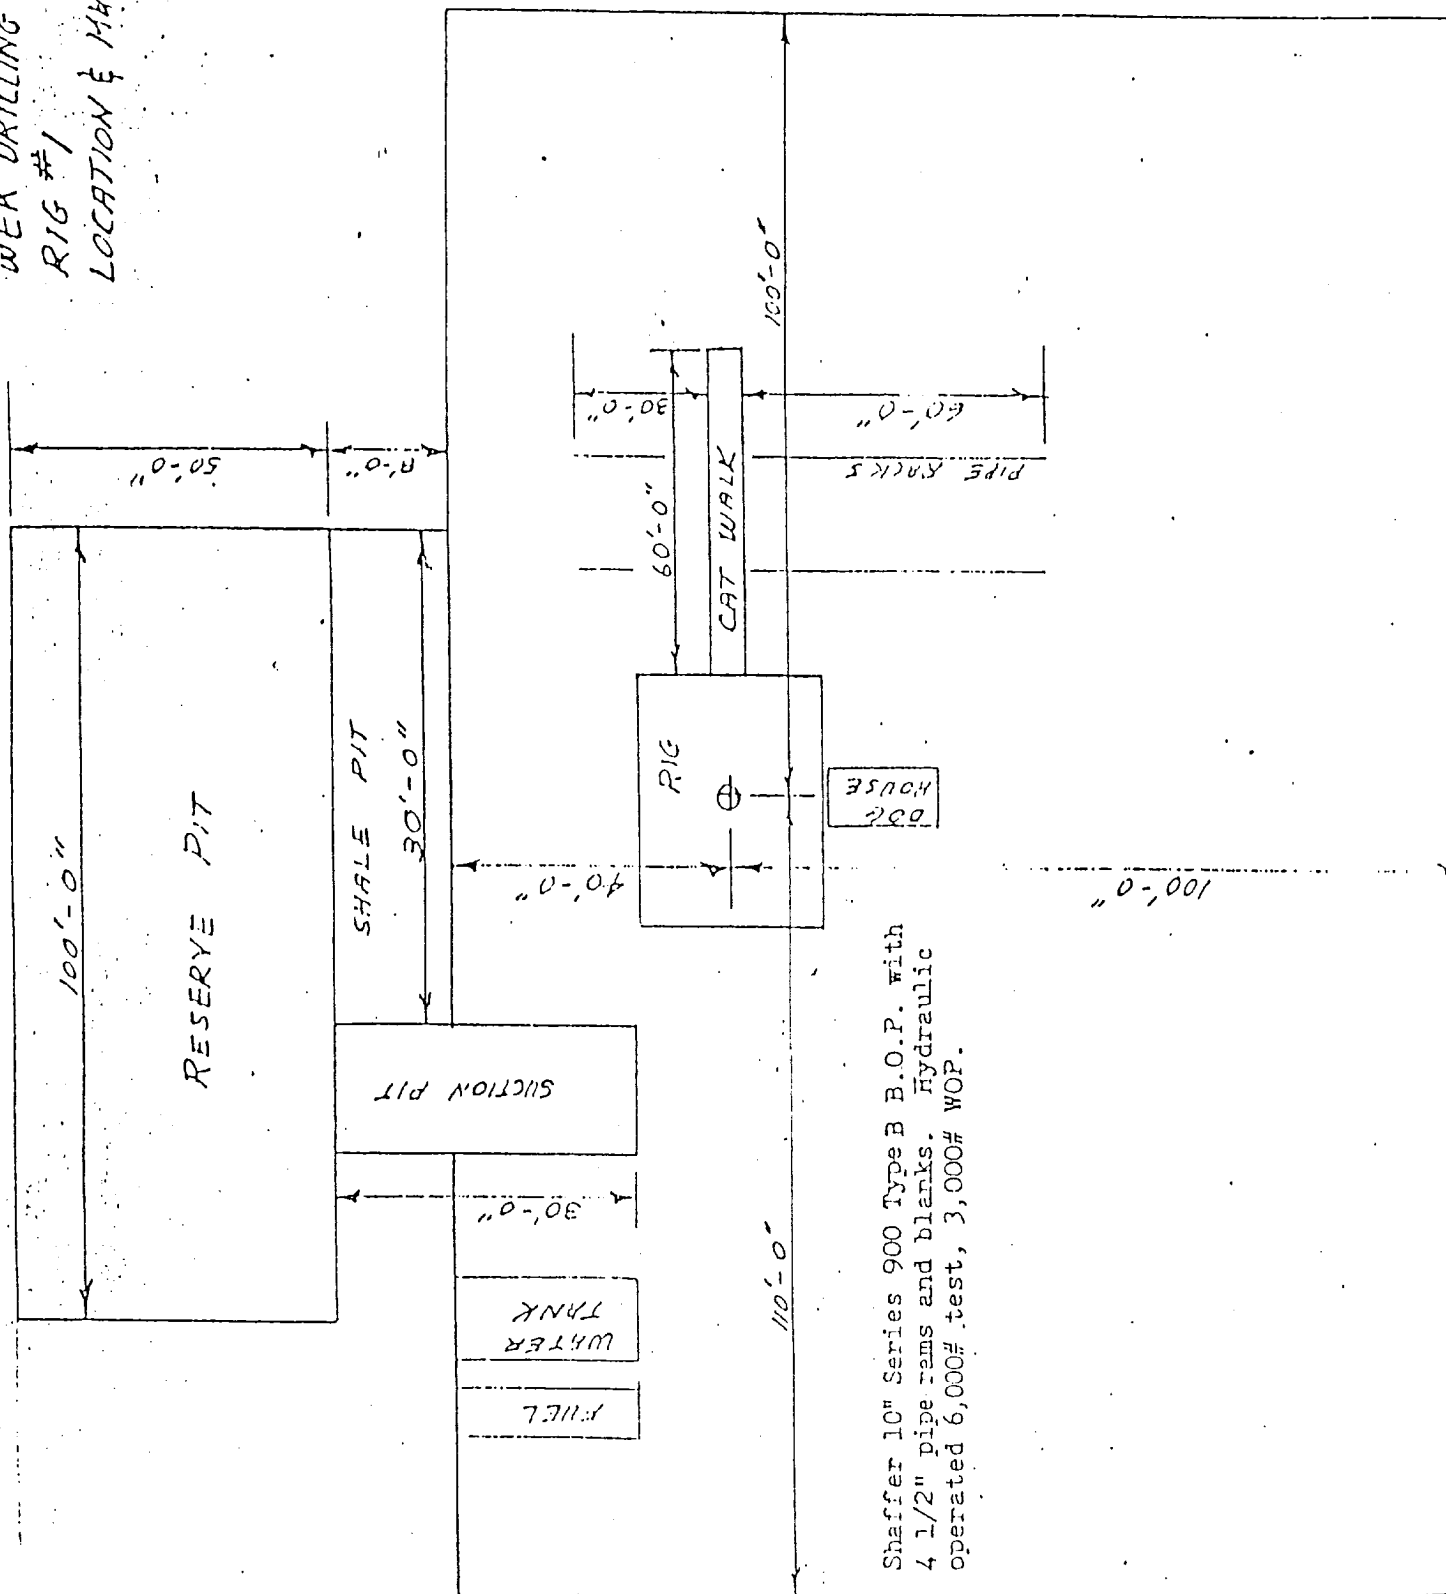 WER DRILLING
RIG #1
LOCATION &
50'-0"
100'-0"
RESERVE PIT
SHALE PIT
30'-0"
SUCTION PIT
30'-0"
WATER
TANK
FUEL
40'-0"
RIG
DOG
HOUSE
60'-0"
CAT WALK
30'-0"
60'-0"
PIPE RACKS
100'-0"
110'-0"
100'-0"
Shaffer 10" Series 900 Type B B.O.P. with
4 1/2" pipe rams and blanks. Hydraulic
operated 6,000# test, 3,000# WOP.